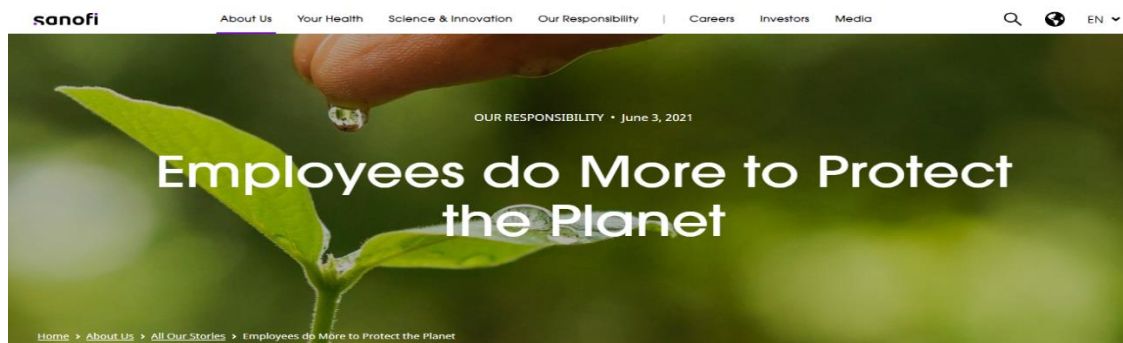 sanofi About Us Your Health Science & Innovation Our Responsibility | Careers Investors Media EN
OUR RESPONSIBILITY • June 3, 2021
Employees do More to Protect
the Planet
Home > About Us > All Our Stories > Employees do More to Protect the Planet